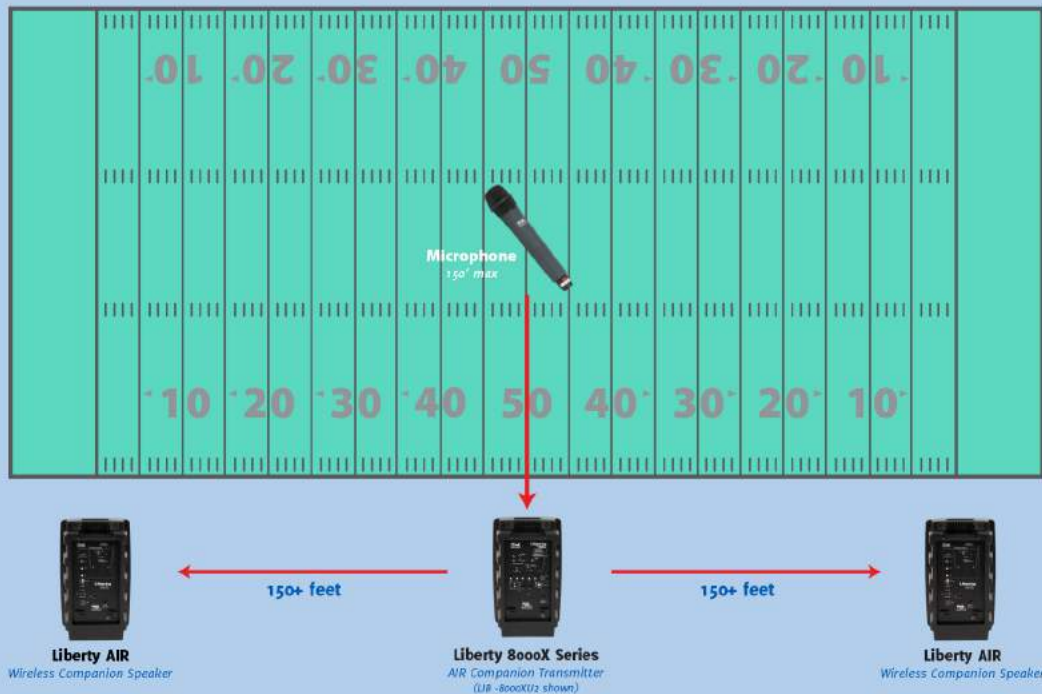 10 20 30 40 50 40 30 20 10
Microphone
150' max
10 20 30 40 50 40 30 20 10
150+ feet
150+ feet
Liberty AIR
Wireless Companion Speaker
Liberty 8000X Series
AIR Companion Transmitter
(LIB -8000XU2 shown)
Liberty AIR
Wireless Companion Speaker